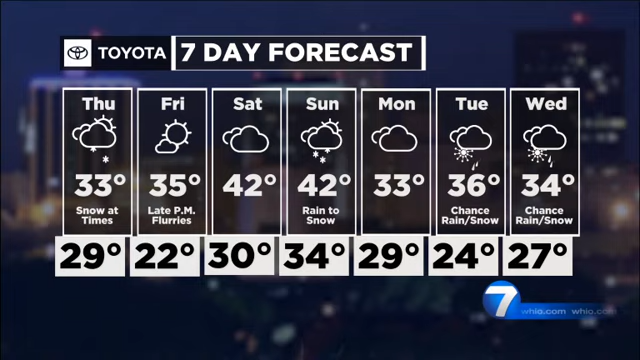 TOYOTA 7 DAY FORECAST
Thu Fri Sat Sun Mon Tue Wed
33° 35° 42° 42° 33° 36° 34°
Snow at Late P.M. Rain to Chance Chance
Times Flurries Snow Rain/Snow Rain/Snow
29° 22° 30° 34° 29° 24° 27°
7
whio.com whio.com